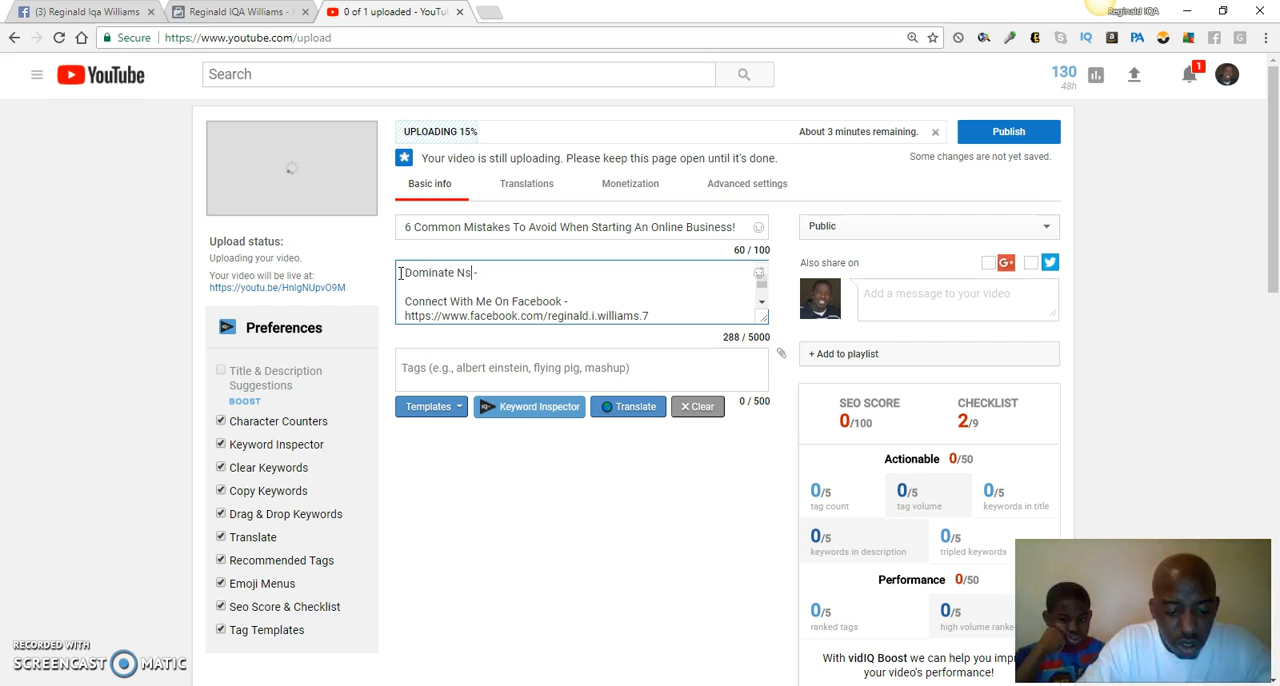 (3) Reginald Iqa Williams
Reginald IQA Williams -
0 of 1 uploaded - YouTu
Reginald IQA
Secure
https://www.youtube.com/upload
YouTube
Search
130
48h
1
UPLOADING 15%
About 3 minutes remaining.
Publish
Your video is still uploading. Please keep this page open until it's done.
Some changes are not yet saved.
Basic info
Translations
Monetization
Advanced settings
Upload status:
Uploading your video.
Your video will be live at:
https://youtu.be/HnlgNUpvO9M
6 Common Mistakes To Avoid When Starting An Online Business!
60 / 100
Dominate Ns -
Connect With Me On Facebook -
https://www.facebook.com/reginald.i.williams.7
288 / 5000
Tags (e.g., albert einstein, flying pig, mashup)
Templates
Keyword Inspector
Translate
Clear
0 / 500
Public
Also share on
Add a message to your video
+ Add to playlist
Preferences
Title & Description
Suggestions
BOOST
Character Counters
Keyword Inspector
Clear Keywords
Copy Keywords
Drag & Drop Keywords
Translate
Recommended Tags
Emoji Menus
Seo Score & Checklist
Tag Templates
SEO SCORE
0/100
CHECKLIST
2/9
Actionable 0/50
0/5
tag count
0/5
tag volume
0/5
keywords in title
0/5
keywords in description
0/5
tripled keywords
Performance 0/50
0/5
ranked tags
0/5
high volume ranke
With vidIQ Boost we can help you imp
your video's performance!
RECORDED WITH
SCREENCAST MATIC